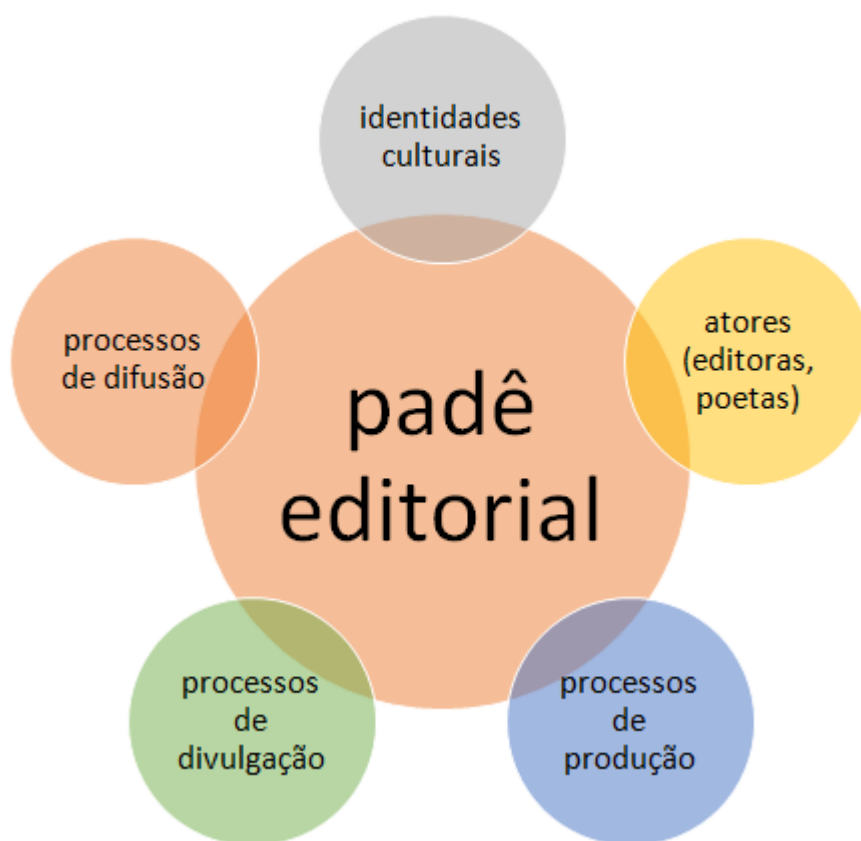 identidades
culturais
processos
de difusão
atores
(editoras,
poetas)
padê
editorial
processos
de
divulgação
processos
de
produção